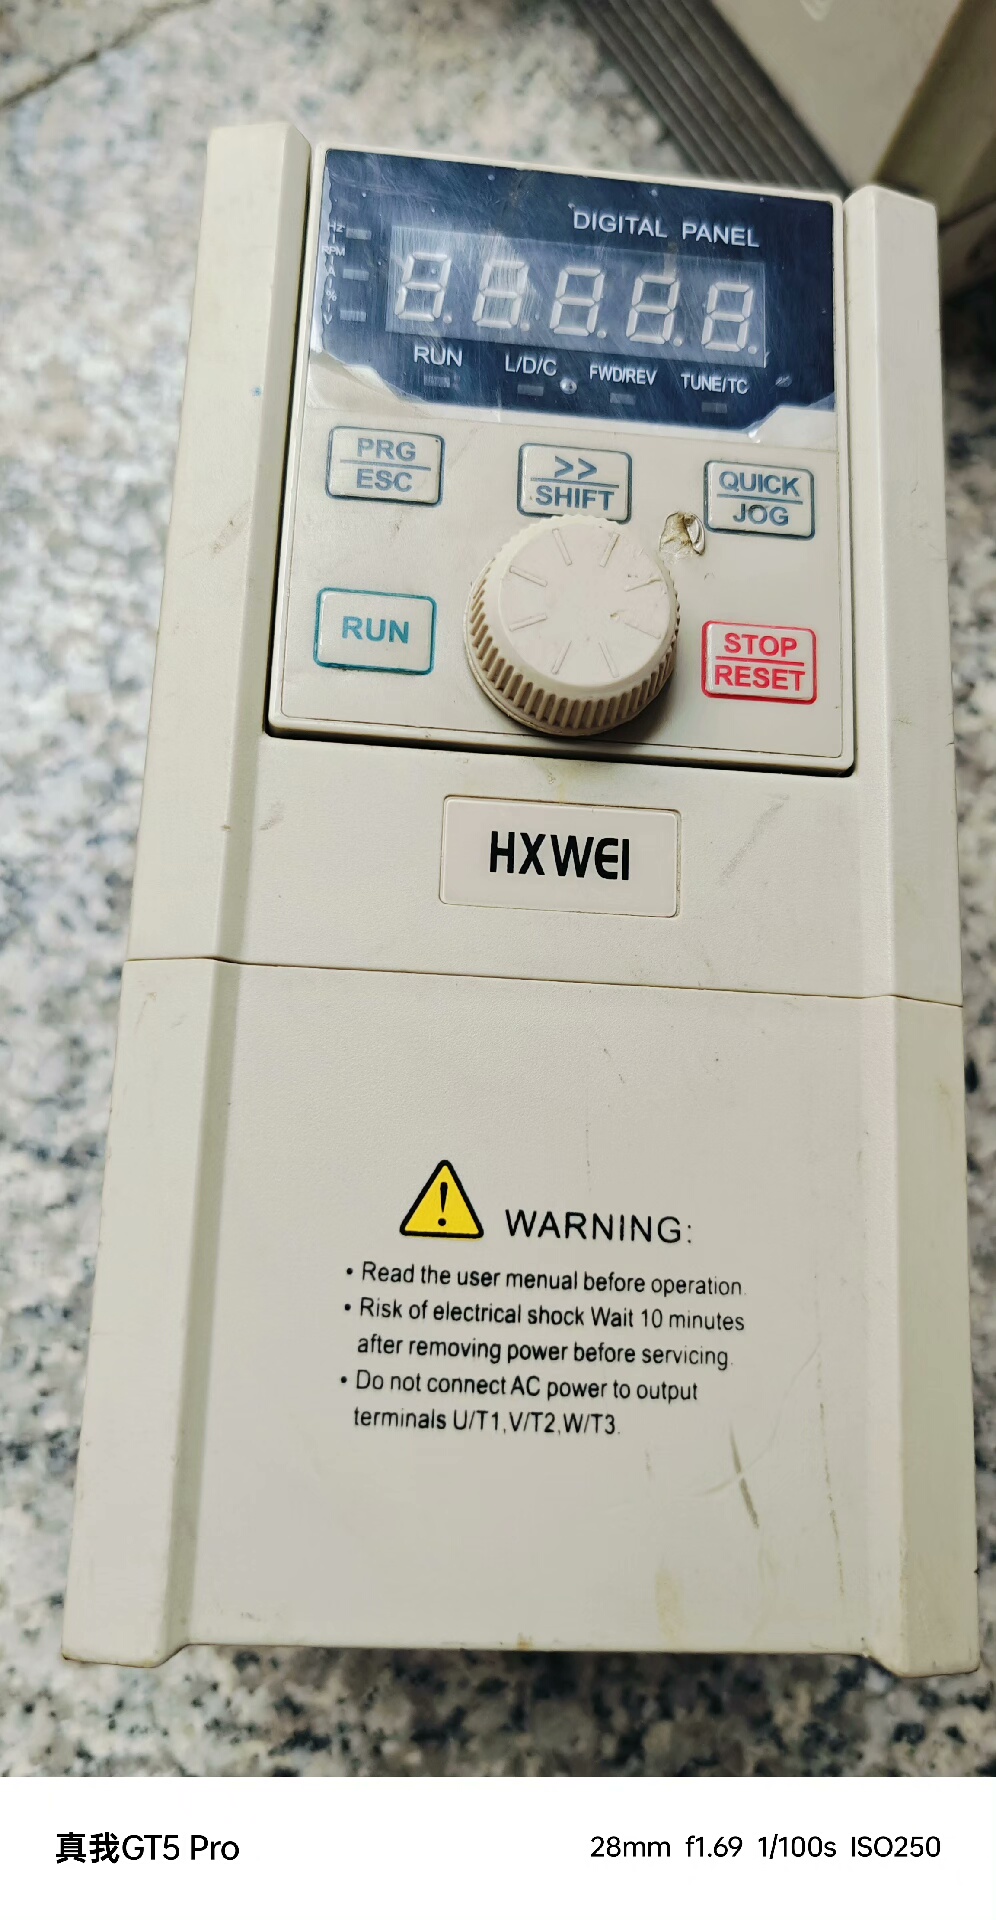 DIGITAL PANEL
Hz
RPM
A
%
V
RUN L/D/C FWD/REV TUNE/TC
PRG
ESC
>>
SHIFT
QUICK
JOG
RUN
STOP
RESET
HXWEI
WARNING:
• Read the user menual before operation.
• Risk of electrical shock Wait 10 minutes
after removing power before servicing.
• Do not connect AC power to output
terminals U/T1,V/T2,W/T3.
真我GT5 Pro
28mm f1.69 1/100s ISO250